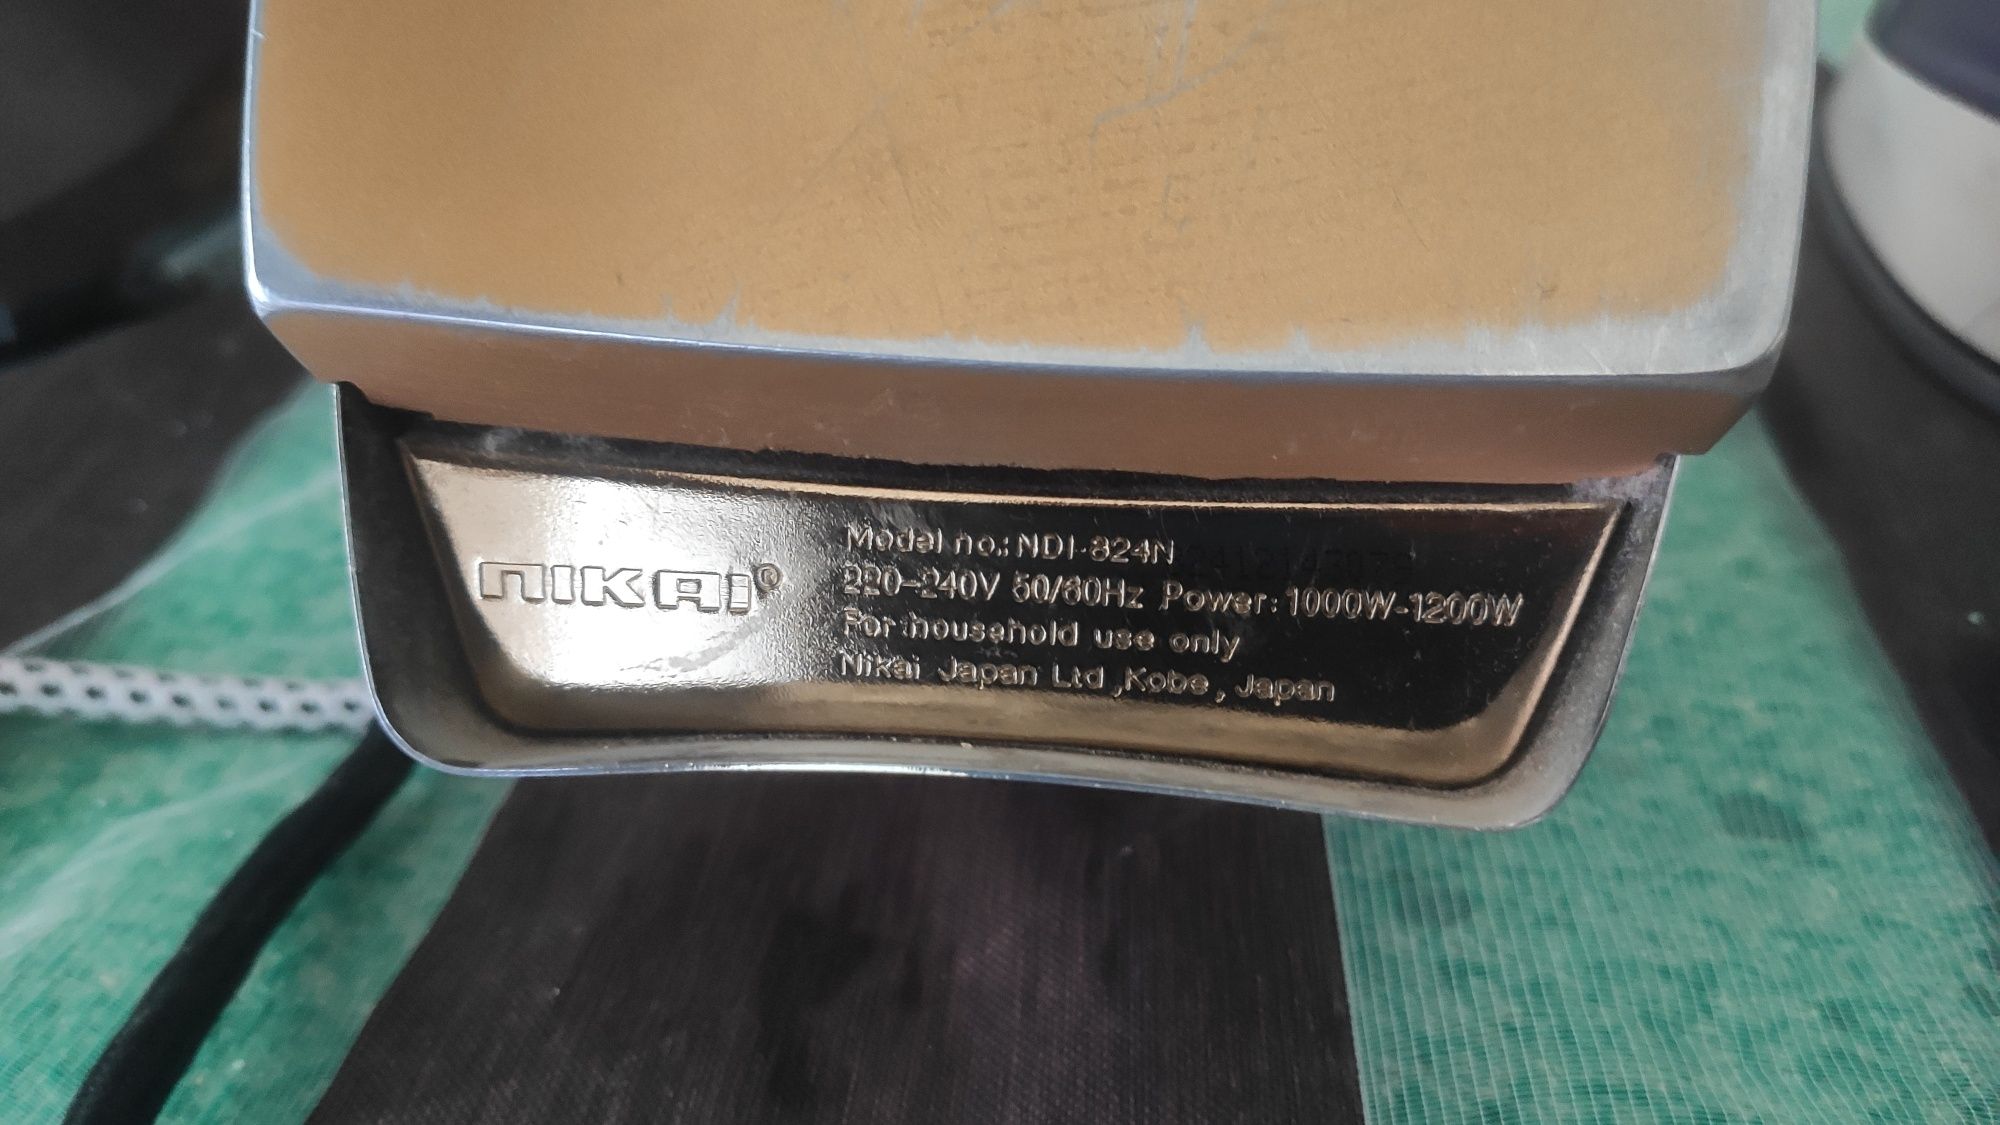 NIKAI®
Model no.: NDI-824N
220-240V 50/60Hz Power: 1000W-1200W
For household use only
Nikai Japan Ltd, Kobe, Japan